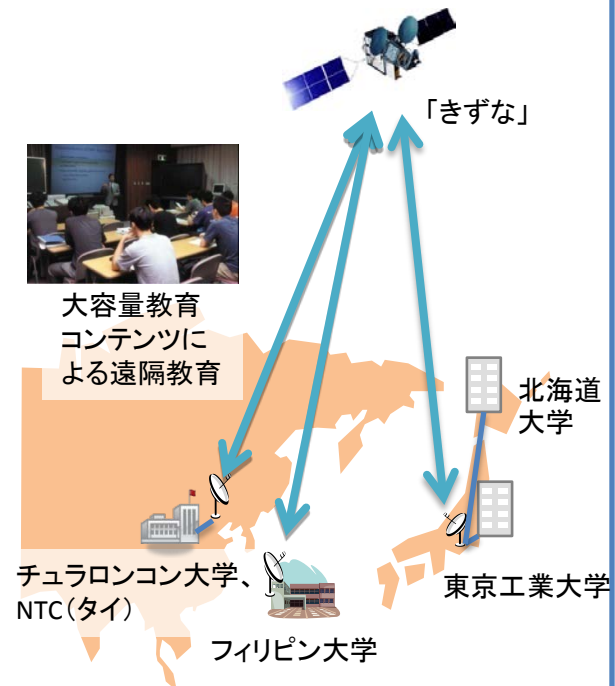 「きずな」
大容量教育
コンテンツに
よる遠隔教育
北海道
大学
チュラロンコン大学、
NTC(タイ)
東京工業大学
フィリピン大学